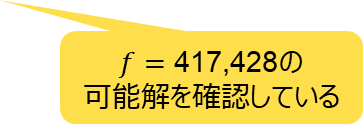 𝑓 = 417,428の
可能解を確認している